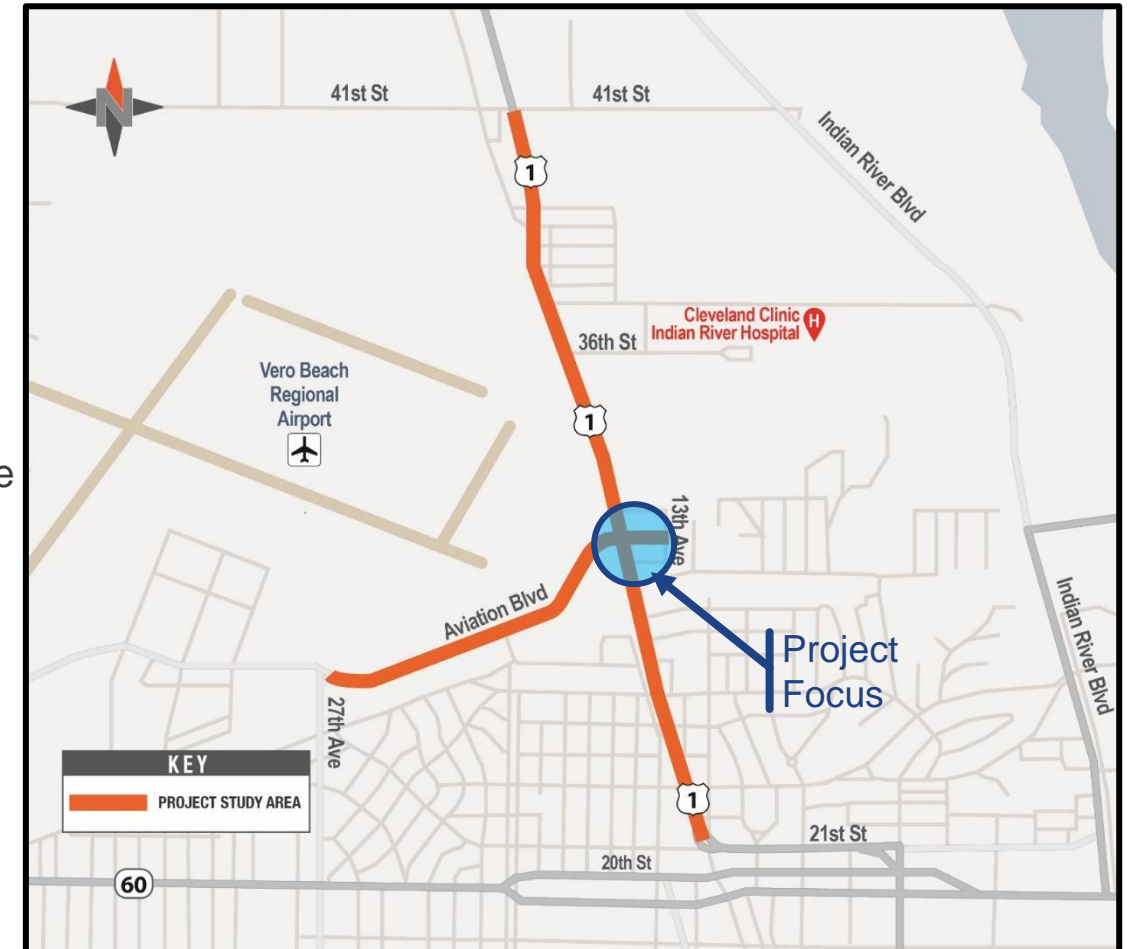 41st St
41st St
N
1
Indian River Blvd
Cleveland Clinic
Indian River Hospital
H
36th St
Vero Beach
Regional
Airport
1
e
13th Ave
Aviation Blvd
Project
Focus
Indian River Blvd
27th Ave
KEY
PROJECT STUDY AREA
1
21st St
20th St
60